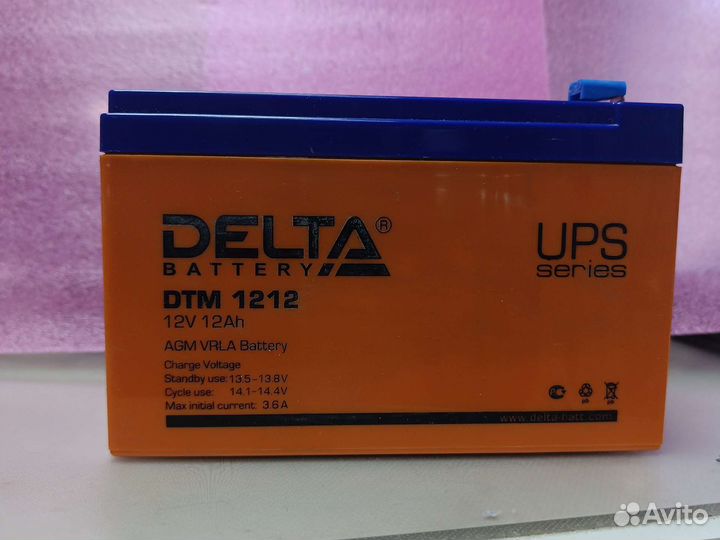 DELTA®
BATTERY
DTM 1212
12V 12Ah
AGM VRLA Battery
Charge Voltage
Standby use: 13.5-13.8V
Cycle use: 14.1-14.4V
Max initial current: 3.6A
UPS
series
www.delta-batt.com
Avito